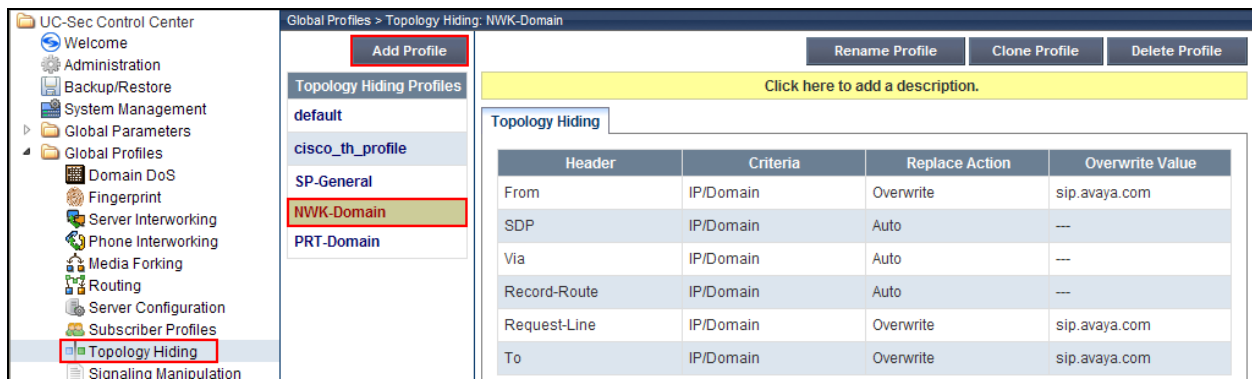 UC-Sec Control Center
Welcome
Administration
Backup/Restore
System Management
Global Parameters
Global Profiles
Domain DoS
Fingerprint
Server Interworking
Phone Interworking
Media Forking
Routing
Server Configuration
Subscriber Profiles
Topology Hiding
Signaling Manipulation
Global Profiles > Topology Hiding: NWK-Domain
Add Profile
Rename Profile Clone Profile Delete Profile
Topology Hiding Profiles
default
cisco_th_profile
SP-General
NWK-Domain
PRT-Domain
Click here to add a description.
Topology Hiding
Header Criteria Replace Action Overwrite Value
From IP/Domain Overwrite sip.avaya.com
SDP IP/Domain Auto ---
Via IP/Domain Auto ---
Record-Route IP/Domain Auto ---
Request-Line IP/Domain Overwrite sip.avaya.com
To IP/Domain Overwrite sip.avaya.com